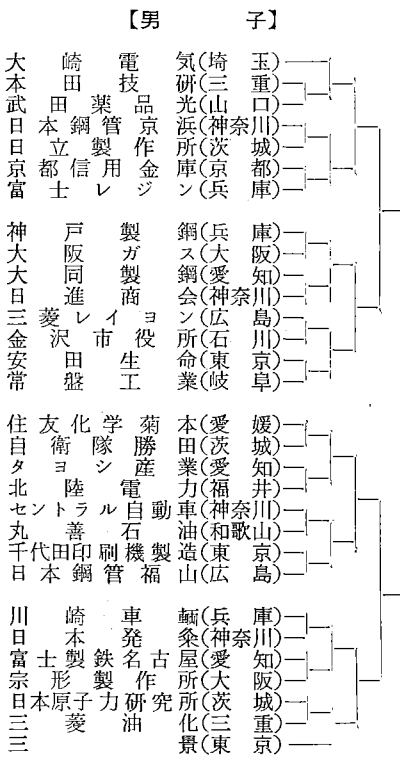 【男 子】
大崎電気(埼玉)
本田技研(三重)
武田薬品光(山口)
日本鋼管京浜(神奈川)
日立製作所(茨城)
京都信用金庫(京都)
富士レジン(兵庫)
神戸製鋼(兵庫)
大阪ガス(大阪)
大同製鋼(愛知)
日進商会(神奈川)
三菱レイヨン(広島)
金沢市役所(石川)
安田生命(東京)
常盤工業(岐阜)
住友化学菊本(愛媛)
自衛隊勝田(茨城)
タヨシ産業(愛知)
北陸電力(福井)
セントラル自動車(神奈川)
丸善石油(和歌山)
千代田印刷機製造(東京)
日本鋼管福山(広島)
川崎車輌(兵庫)
日本発粂(神奈川)
富士製鉄名古屋(愛知)
宗形製作所(大阪)
日本原子力研究所(茨城)
三菱油化(三重)
三景(東京)